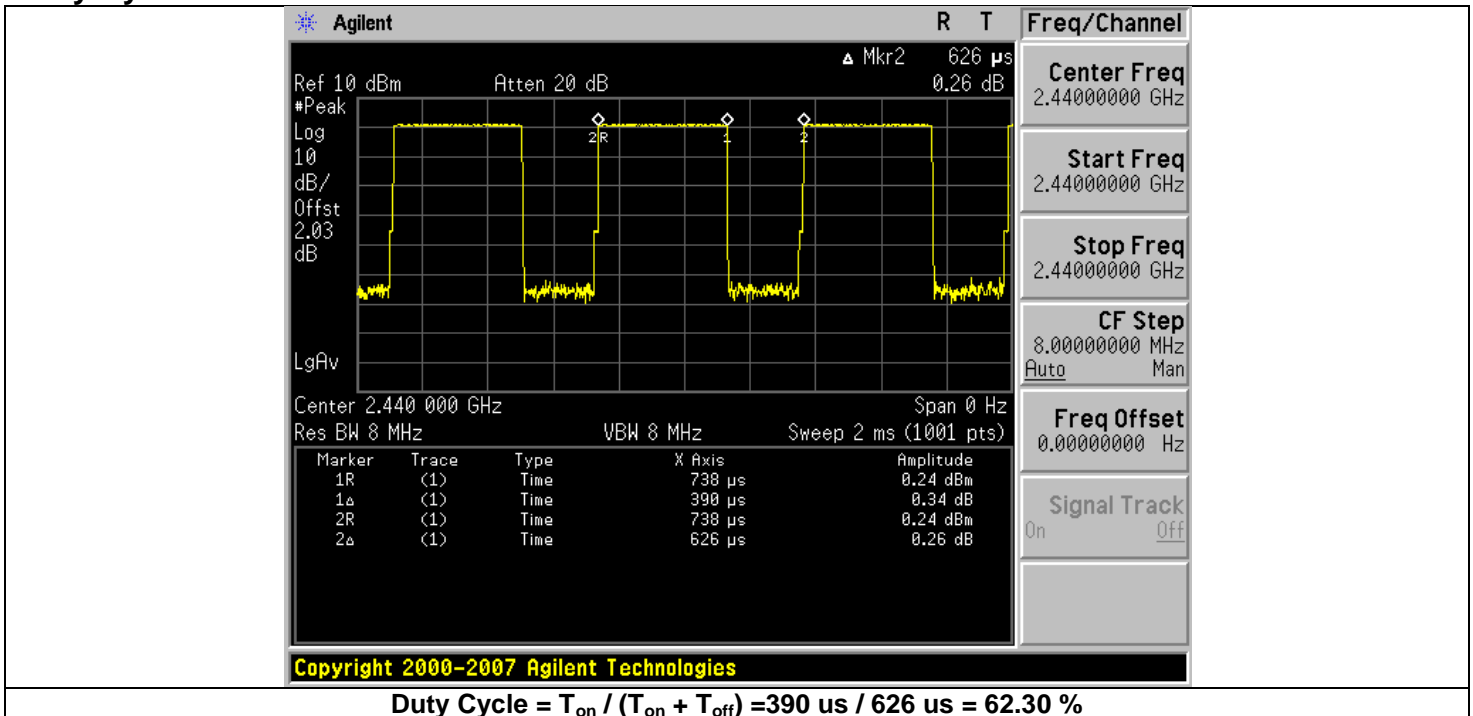 Agilent R T
Freq/Channel
Δ Mkr2 626 µs
Ref 10 dBm Atten 20 dB 0.26 dB
#Peak
Log
10
dB/
Offst
2.03
dB
LgAv
2R
1
2
Center 2.440 000 GHz Span 0 Hz
Res BW 8 MHz VBW 8 MHz Sweep 2 ms (1001 pts)
Marker Trace Type X Axis Amplitude
1R (1) Time 738 µs 0.24 dBm
1Δ (1) Time 390 µs 0.34 dB
2R (1) Time 738 µs 0.24 dBm
2Δ (1) Time 626 µs 0.26 dB
Center Freq
2.44000000 GHz
Start Freq
2.44000000 GHz
Stop Freq
2.44000000 GHz
CF Step
8.00000000 MHz
Auto Man
Freq Offset
0.00000000 Hz
Signal Track
On Off
Copyright 2000-2007 Agilent Technologies
Duty Cycle = Ton / (Ton + Toff) =390 us / 626 us = 62.30 %